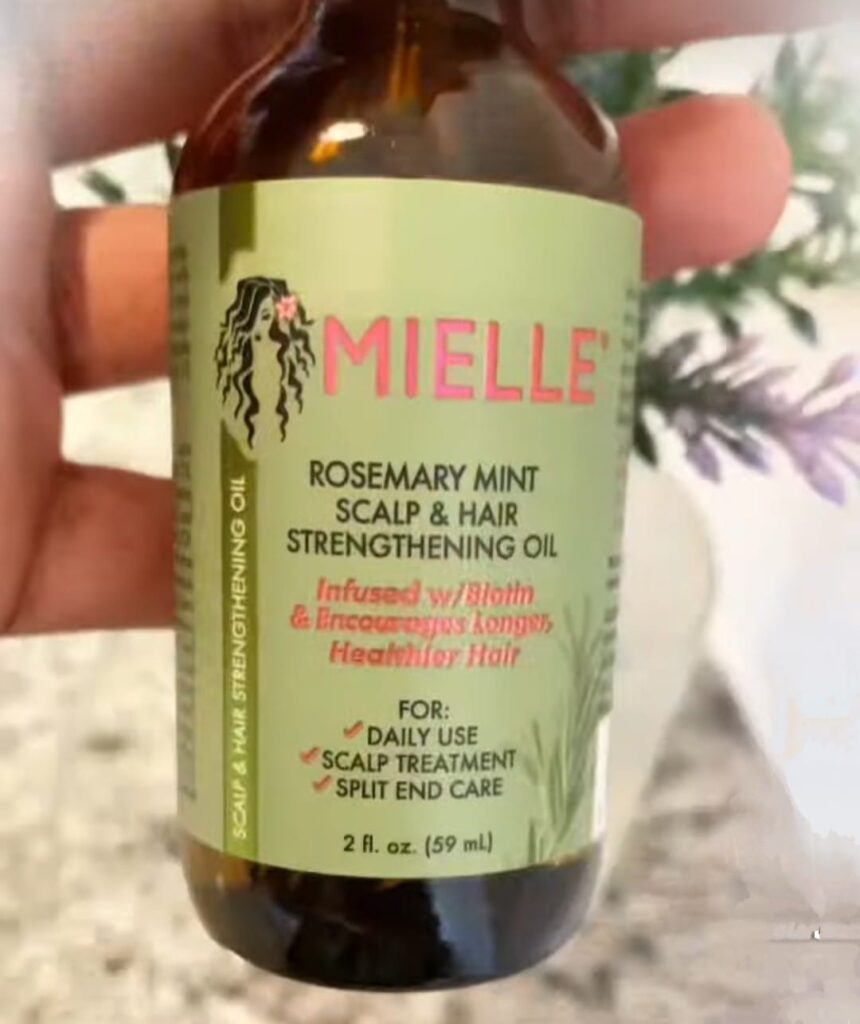 MIELLE
ROSEMARY MINT
SCALP & HAIR
STRENGTHENING OIL
Infused w/Biotin
& Encourages Longer,
Healthier Hair
FOR:
✓DAILY USE
✓SCALP TREATMENT
✓SPLIT END CARE
2 fl. oz. (59 mL)
SCALP & HAIR STRENGTHENING OIL